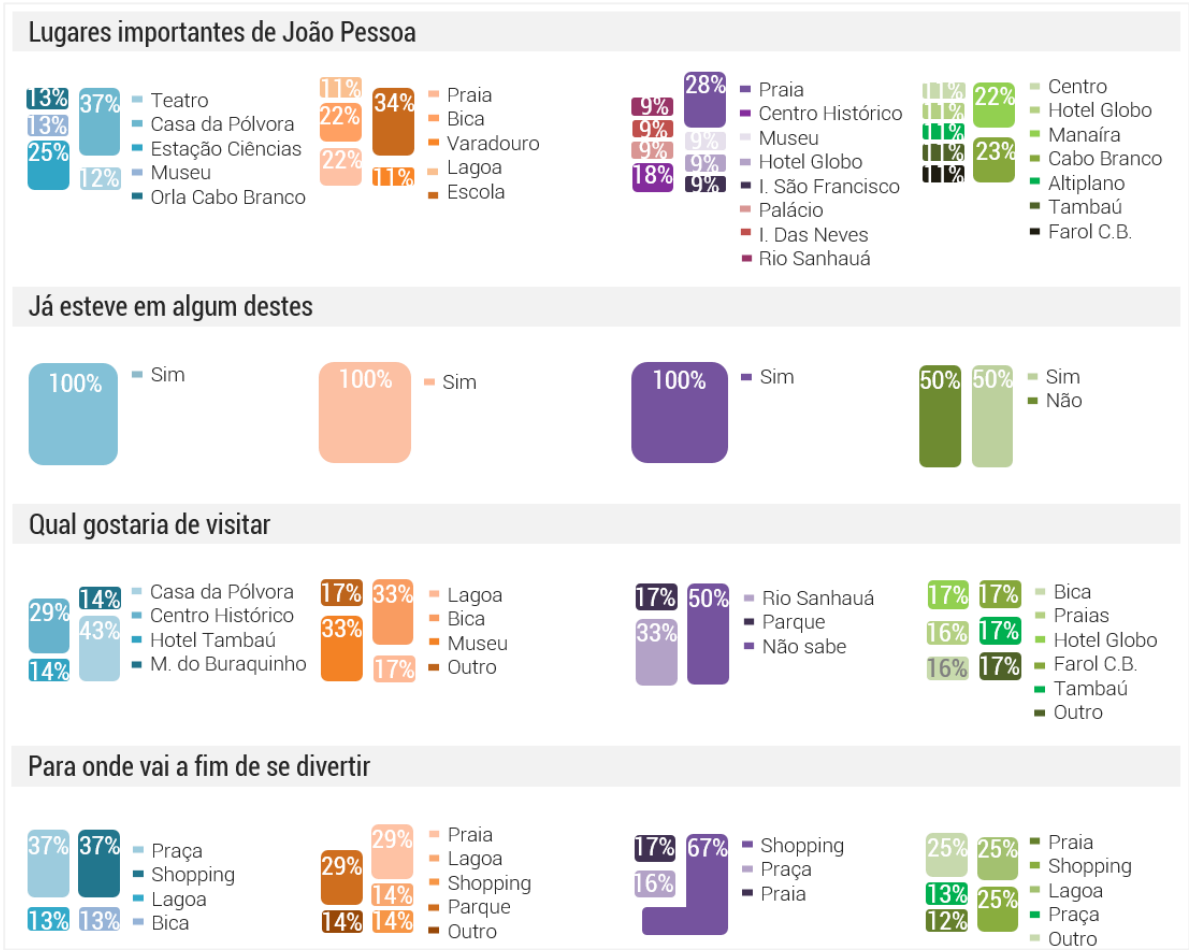 Lugares importantes de João Pessoa
13%
37%
13%
25%
12%
Teatro
Casa da Pólvora
Estação Ciências
Museu
Orla Cabo Branco
11%
34%
22%
22%
11%
Praia
Bica
Varadouro
Lagoa
Escola
28%
9%
9%
9%
9%
9%
18%
9%
Praia
Centro Histórico
Museu
Hotel Globo
I. São Francisco
Palácio
I. Das Neves
Rio Sanhauá
11%
22%
11%
11%
11%
23%
11%
Centro
Hotel Globo
Manaíra
Cabo Branco
Altiplano
Tambaú
Farol C.B.
Já esteve em algum destes
100%
Sim
100%
Sim
100%
Sim
50%
50%
Sim
Não
Qual gostaria de visitar
29%
14%
43%
14%
Casa da Pólvora
Centro Histórico
Hotel Tambaú
M. do Buraquinho
17%
33%
33%
17%
Lagoa
Bica
Museu
Outro
17%
50%
33%
Rio Sanhauá
Parque
Não sabe
17%
17%
16%
17%
16%
17%
Bica
Praias
Hotel Globo
Farol C.B.
Tambaú
Outro
Para onde vai a fim de se divertir
37%
37%
13%
13%
Praça
Shopping
Lagoa
Bica
29%
29%
14%
14%
14%
Praia
Lagoa
Shopping
Parque
Outro
17%
67%
16%
Shopping
Praça
Praia
25%
25%
13%
25%
12%
Praia
Shopping
Lagoa
Praça
Outro